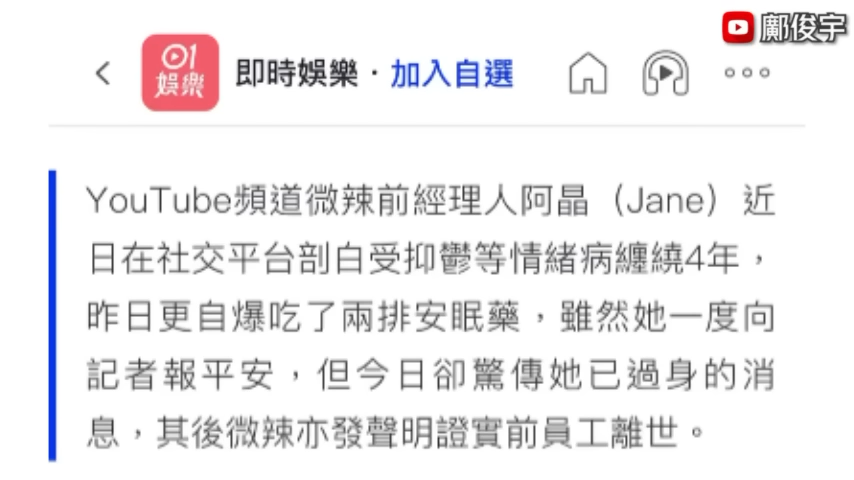 鄺俊宇
01娛樂
即時娛樂·加入自選
YouTube頻道微辣前經理人阿晶（Jane）近
日在社交平台剖白受抑鬱等情緒病纏繞4年，
昨日更自爆吃了兩排安眠藥，雖然她一度向
記者報平安，但今日卻驚傳她已過身的消
息，其後微辣亦發聲明證實前員工離世。